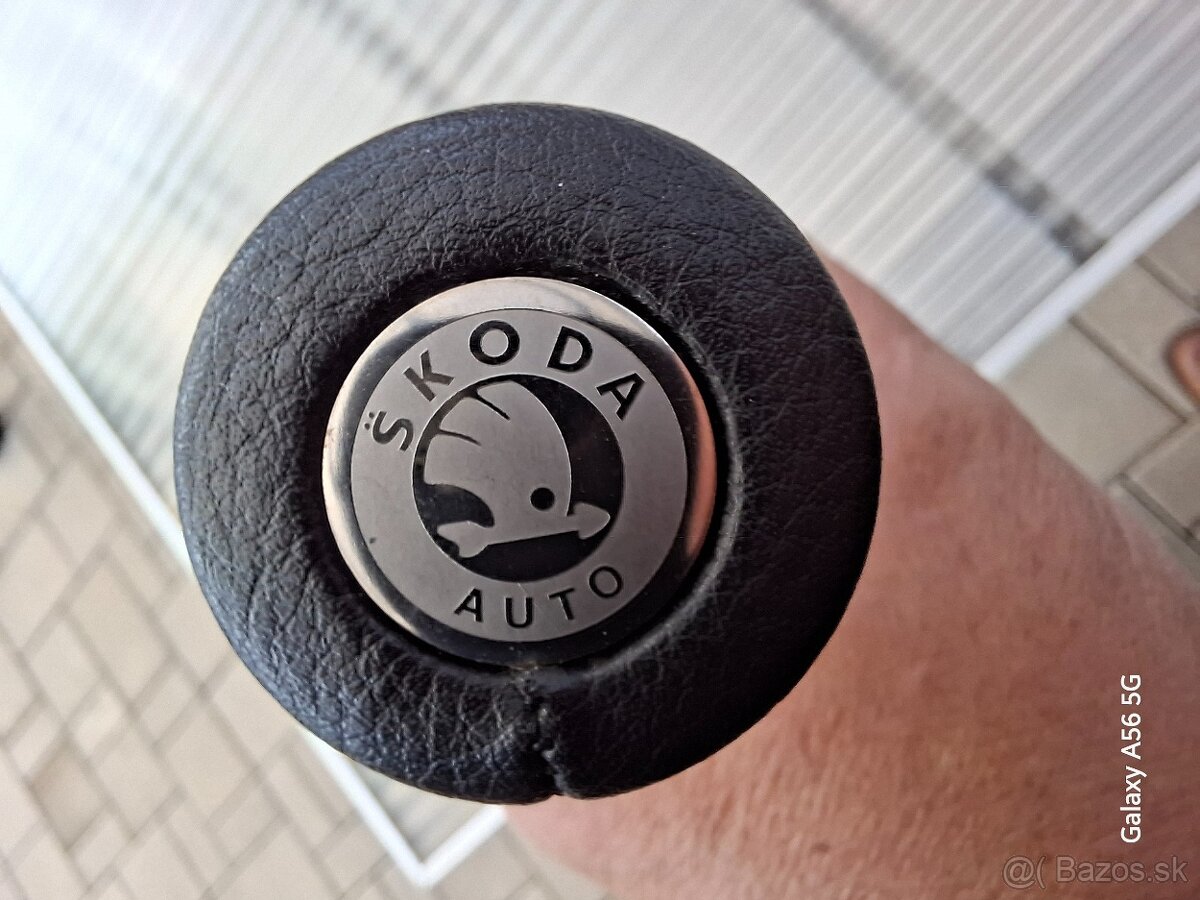 ŠKODA
AUTO
Galaxy A56 5G
@( Bazos.sk